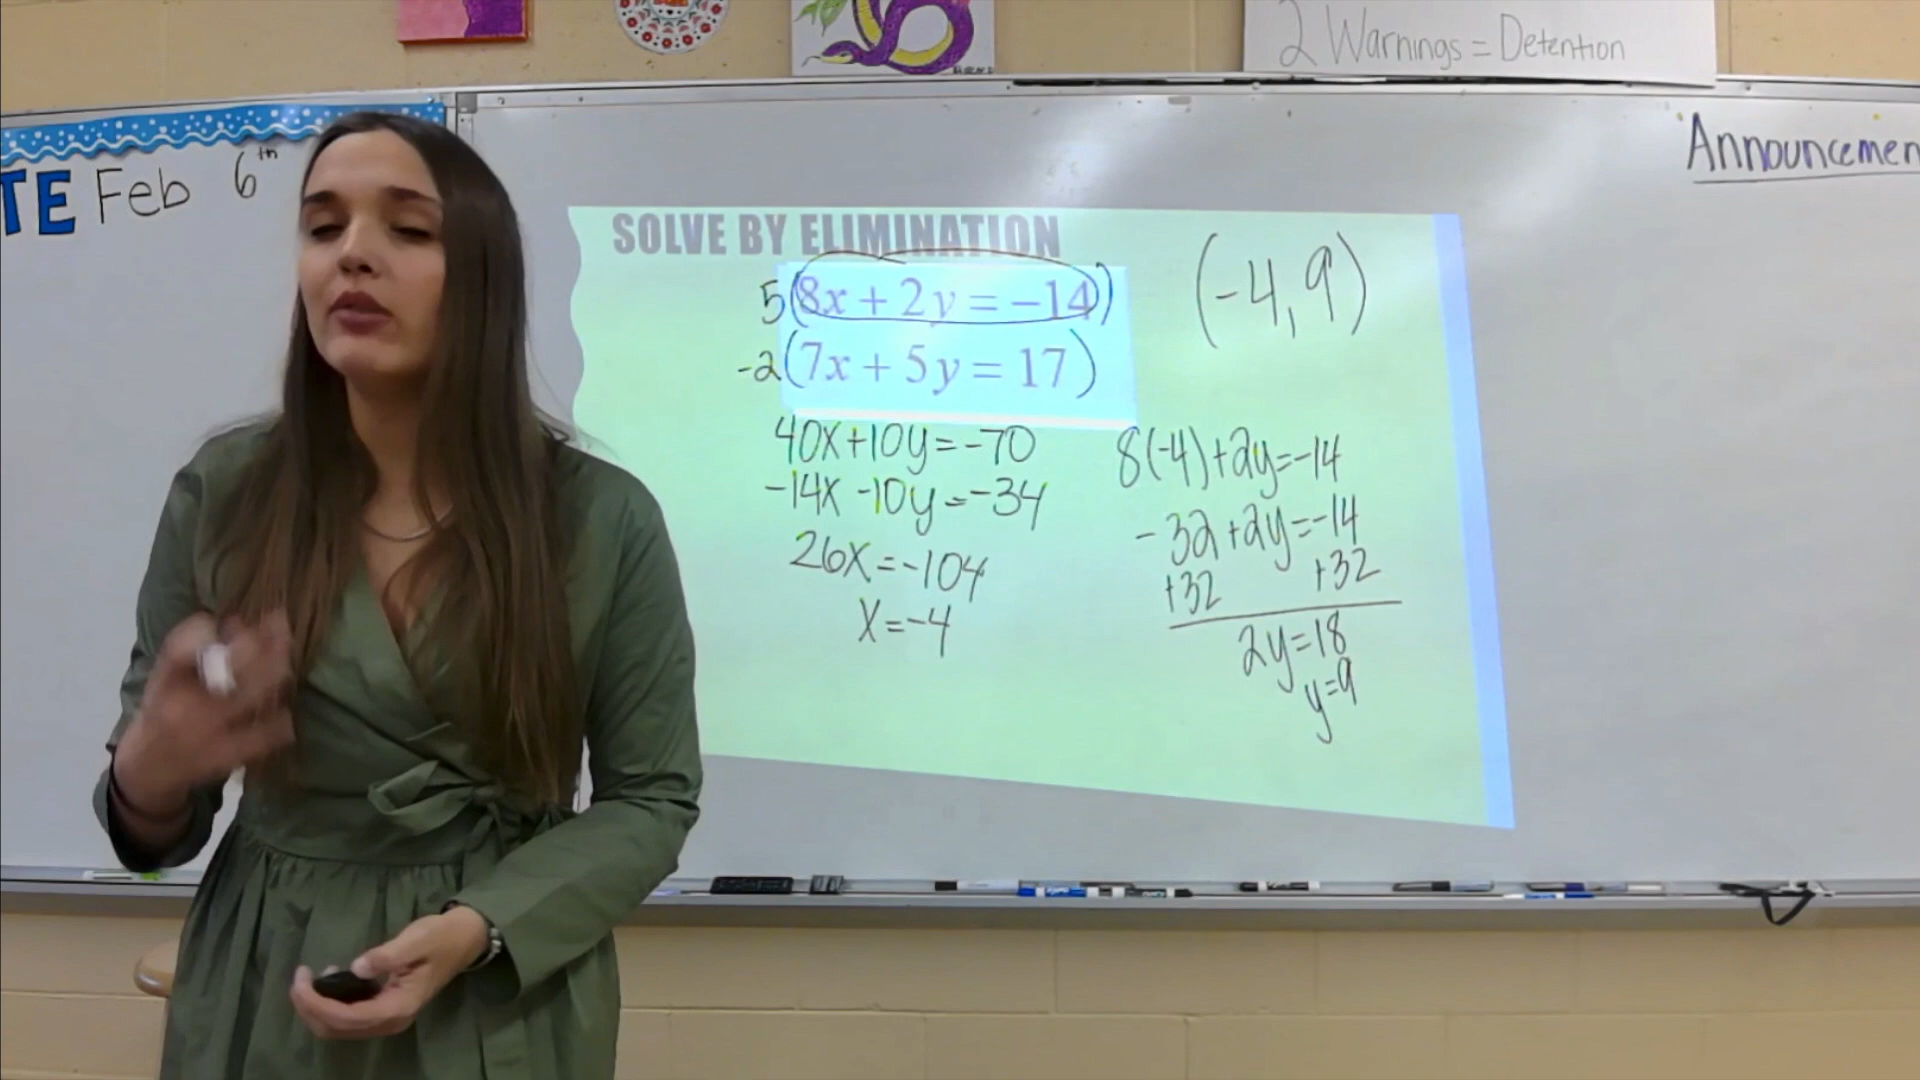 2 Warnings = Detention
TE Feb 6th
Announcemen
SOLVE BY ELIMINATION
5(8x + 2y = −14)
-2(7x + 5y = 17)
40x+10y=-70
-14x -10y=-34
26x=-104
x=-4
(-4,9)
8(-4)+2y=-14
-32+2y=-14
+32 +32
2y=18
y=9